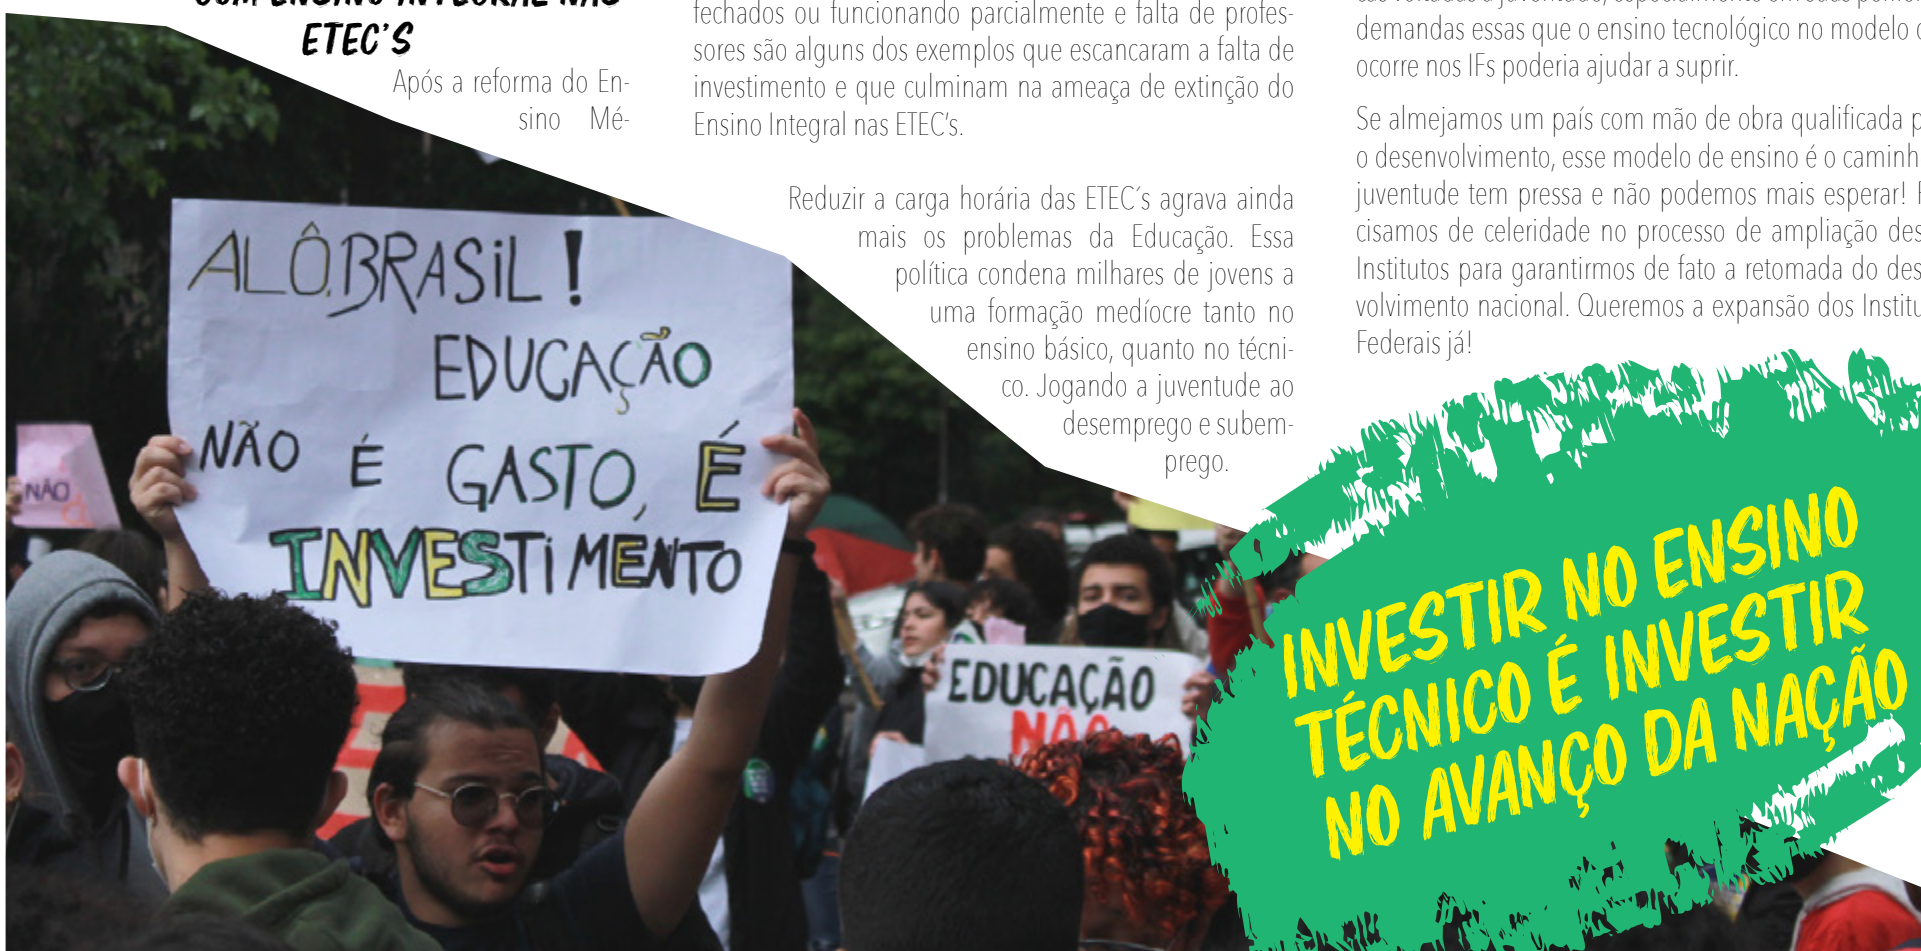 COM ENSINO INTEGRAL NAS
ETEC'S
Após a reforma do En-
sino Mé-
fechados ou funcionando parcialmente e falta de profes-
sores são alguns dos exemplos que escancaram a falta de
investimento e que culminam na ameaça de extinção do
Ensino Integral nas ETEC's.
Reduzir a carga horária das ETEC´s agrava ainda
mais os problemas da Educação. Essa
política condena milhares de jovens a
uma formação medíocre tanto no
ensino básico, quanto no técni-
co. Jogando a juventude ao
desemprego e subem-
prego.
demandas essas que o ensino tecnológico no modelo
ocorre nos IFs poderia ajudar a suprir.
Se almejamos um país com mão de obra qualificada
o desenvolvimento, esse modelo de ensino é o caminh
juventude tem pressa e não podemos mais esperar!
cisamos de celeridade no processo de ampliação des
Institutos para garantirmos de fato a retomada do des
volvimento nacional. Queremos a expansão dos Institu
Federais já!
ALÔ, BRASiL!
EDUCAÇÃO
NÃO É GASTO, É
INVESTiMENTO
NÃO
EDUCAÇÃO
NÃO
INVESTIR NO ENSINO
TÉCNICO É INVESTIR
NO AVANÇO DA NAÇÃO